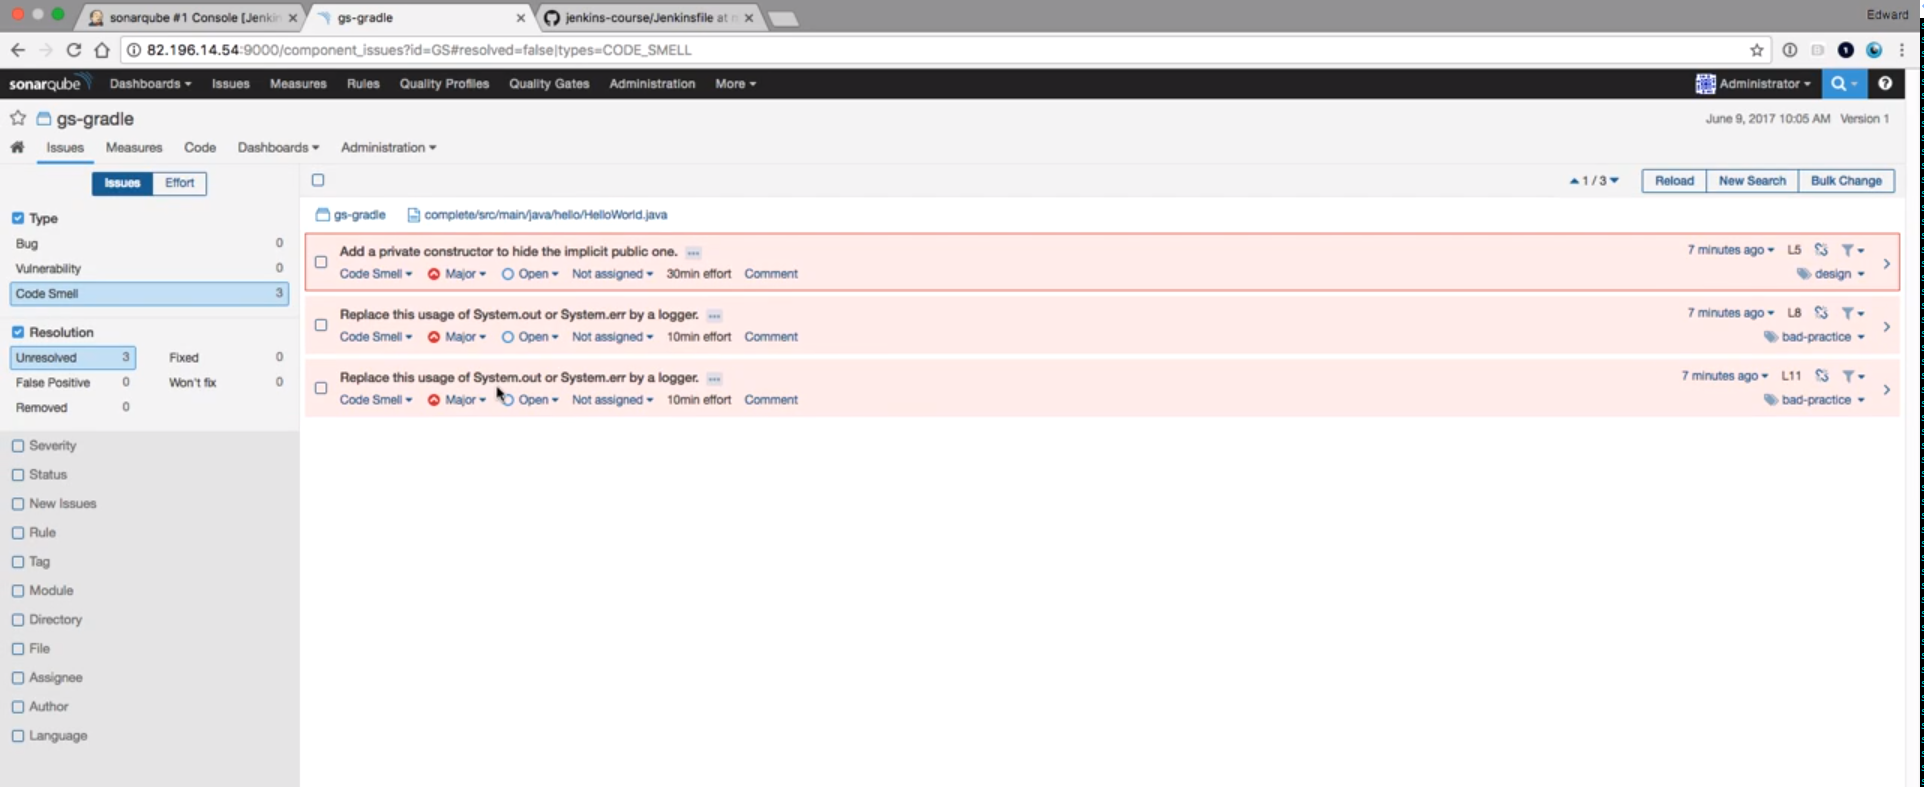 sonarqube #1 Console [Jenkin
gs-gradle
jenkins-course/Jenkinsfile at m
Edward
82.196.14.54:9000/component_issues?id=GS#resolved=false|types=CODE_SMELL
sonarqube Dashboards Issues Measures Rules Quality Profiles Quality Gates Administration More Administrator
gs-gradle
June 9, 2017 10:05 AM Version 1
Issues Measures Code Dashboards Administration
Issues Effort
1 / 3 Reload New Search Bulk Change
Type
Bug 0
Vulnerability 0
Code Smell 3
Resolution
Unresolved 3 Fixed 0
False Positive 0 Won't fix 0
Removed 0
Severity
Status
New Issues
Rule
Tag
Module
Directory
File
Assignee
Author
Language
gs-gradle complete/src/main/java/hello/HelloWorld.java
Add a private constructor to hide the implicit public one. ...
7 minutes ago L5
Code Smell Major Open Not assigned 30min effort Comment
design
Replace this usage of System.out or System.err by a logger. ...
7 minutes ago L8
Code Smell Major Open Not assigned 10min effort Comment
bad-practice
Replace this usage of System.out or System.err by a logger. ...
7 minutes ago L11
Code Smell Major Open Not assigned 10min effort Comment
bad-practice